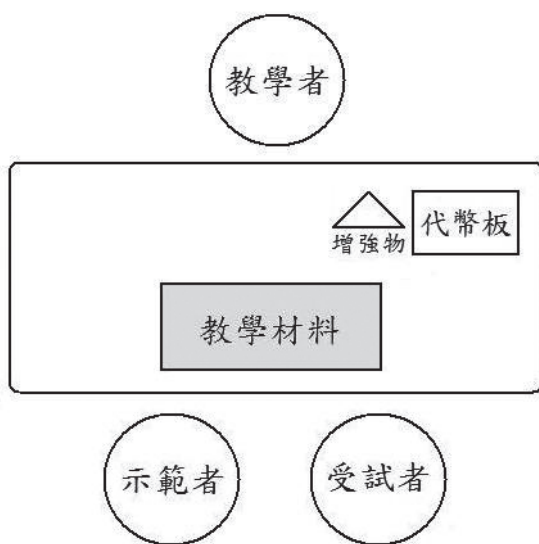 教學者
增強物
代幣板
教學材料
示範者
受試者